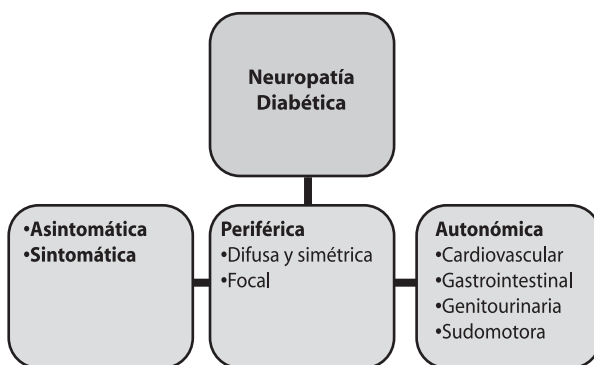 Neuropatía
Diabética
•Asintomática
•Sintomática
Periférica
•Difusa y simétrica
•Focal
Autonómica
•Cardiovascular
•Gastrointestinal
•Genitourinaria
•Sudomotora